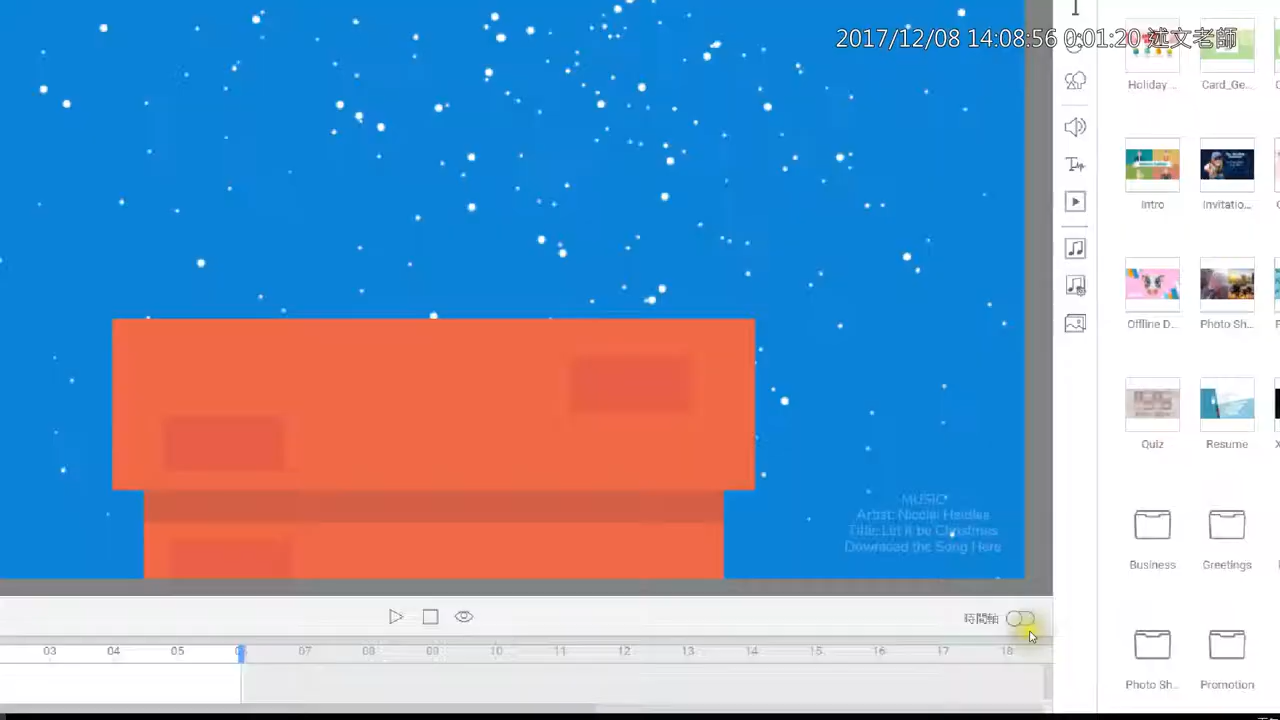 2017/12/08 14:08:56 0:01:20 述文老師
Holiday ...
Card_Ge...
Intro
Invitatio...
Offline D...
Photo Sh...
Quiz
Resume
MUSIC
Artist: Nicolai Heidlas
Title: Let it be Christmas
Download the Song Here
Business
Greetings
時間軸
03 04 05 07 08 09 10 11 12 13 14 15 16 17 18
Photo Sh...
Promotion